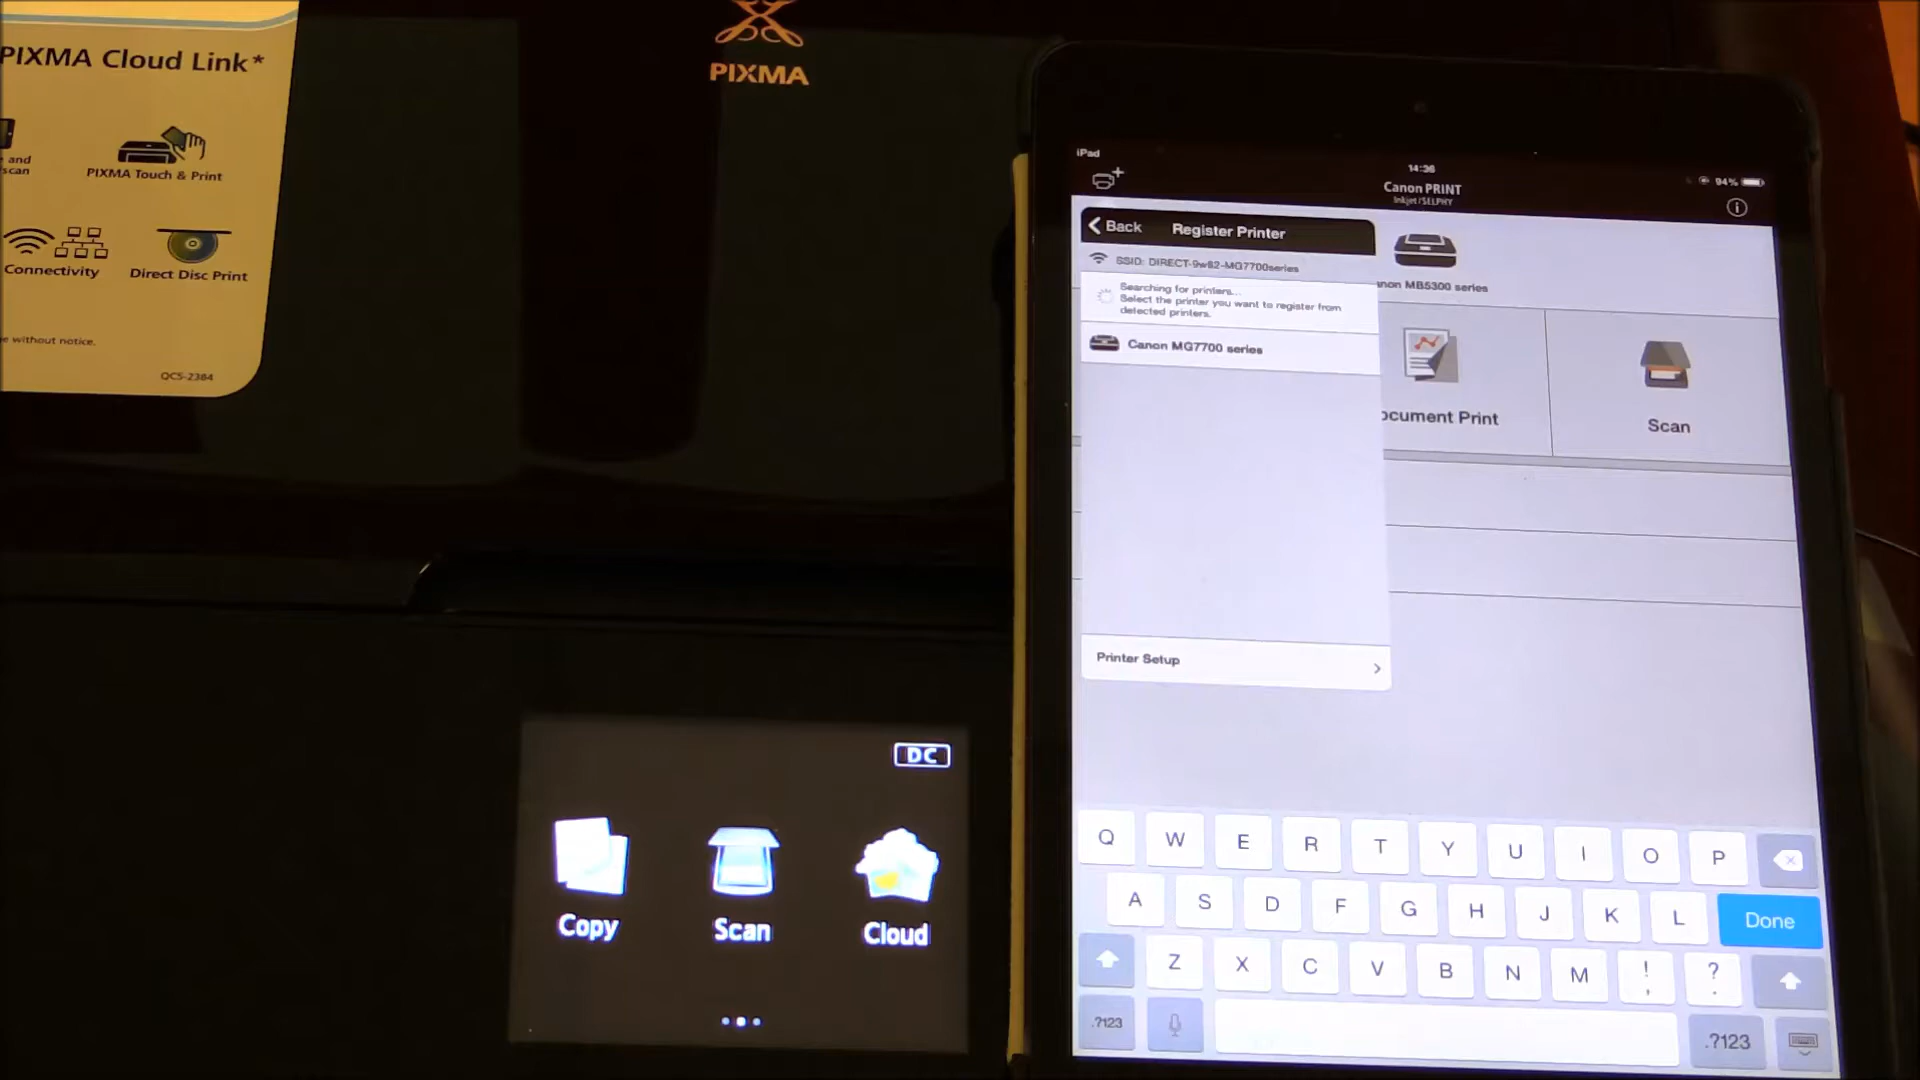 PIXMA Cloud Link*
and
scan
PIXMA Touch & Print
Connectivity
Direct Disc Print
e without notice.
QC5-2384
PIXMA
DC
Copy
Scan
Cloud
iPad
14:36
94%
Canon PRINT
Inkjet/SELPHY
Back
Register Printer
SSID: DIRECT-9w82-MG7700series
Searching for printers...
Select the printer you want to register from
detected printers.
Canon MG7700 series
Printer Setup
non MB5300 series
ocument Print
Scan
Q W E R T Y U I O P
A S D F G H J K L Done
Z X C V B N M ! , ? .
.?123 .?123